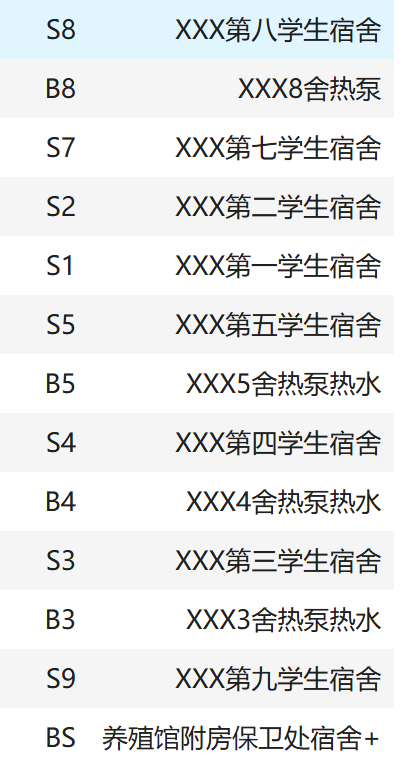 S8 XXX第八学生宿舍
B8 XXX8舍热泵
S7 XXX第七学生宿舍
S2 XXX第二学生宿舍
S1 XXX第一学生宿舍
S5 XXX第五学生宿舍
B5 XXX5舍热泵热水
S4 XXX第四学生宿舍
B4 XXX4舍热泵热水
S3 XXX第三学生宿舍
B3 XXX3舍热泵热水
S9 XXX第九学生宿舍
BS 养殖馆附房保卫处宿舍+